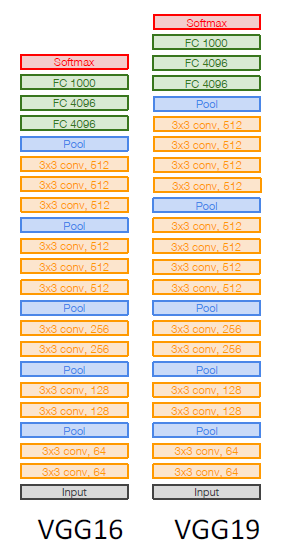 Softmax
FC 1000
FC 4096
FC 4096
Pool
3x3 conv, 512
3x3 conv, 512
3x3 conv, 512
Pool
3x3 conv, 512
3x3 conv, 512
3x3 conv, 512
Pool
3x3 conv, 256
3x3 conv, 256
Pool
3x3 conv, 128
3x3 conv, 128
Pool
3x3 conv, 64
3x3 conv, 64
Input
VGG16
Softmax
FC 1000
FC 4096
FC 4096
Pool
3x3 conv, 512
3x3 conv, 512
3x3 conv, 512
3x3 conv, 512
Pool
3x3 conv, 512
3x3 conv, 512
3x3 conv, 512
3x3 conv, 512
Pool
3x3 conv, 256
3x3 conv, 256
Pool
3x3 conv, 128
3x3 conv, 128
Pool
3x3 conv, 64
3x3 conv, 64
Input
VGG19